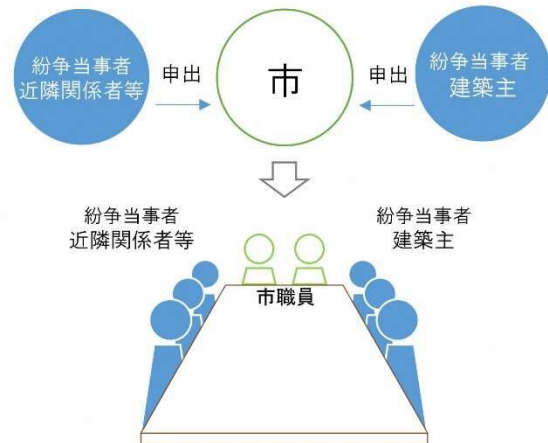 紛争当事者
近隣関係者等
申出
市
申出
紛争当事者
建築主
紛争当事者
近隣関係者等
紛争当事者
建築主
市職員